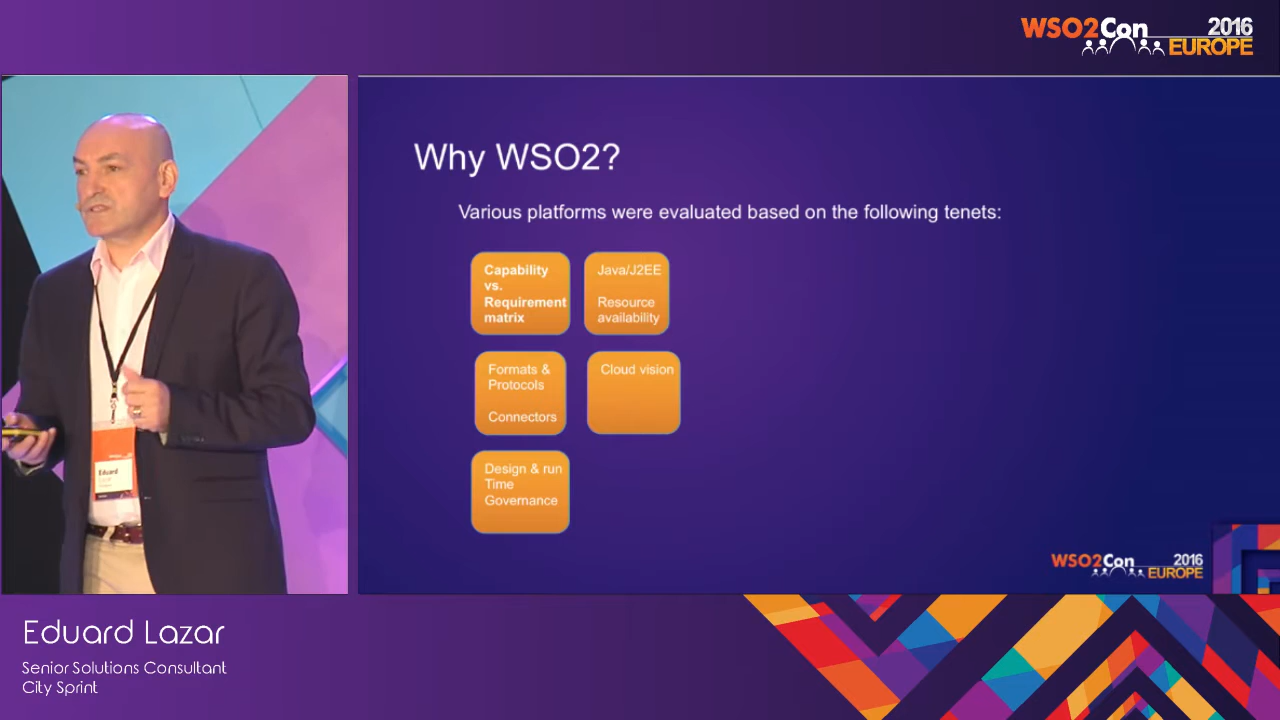 WSO2Con 2016
EUROPE
Why WSO2?
Various platforms were evaluated based on the following tenets:
Capability
vs.
Requirement
matrix
Java/J2EE
Resource
availability
Formats &
Protocols
Connectors
Cloud vision
Design & run
Time
Governance
WSO2Con 2016
EUROPE
Eduard
Eduard Lazar
Senior Solutions Consultant
City Sprint